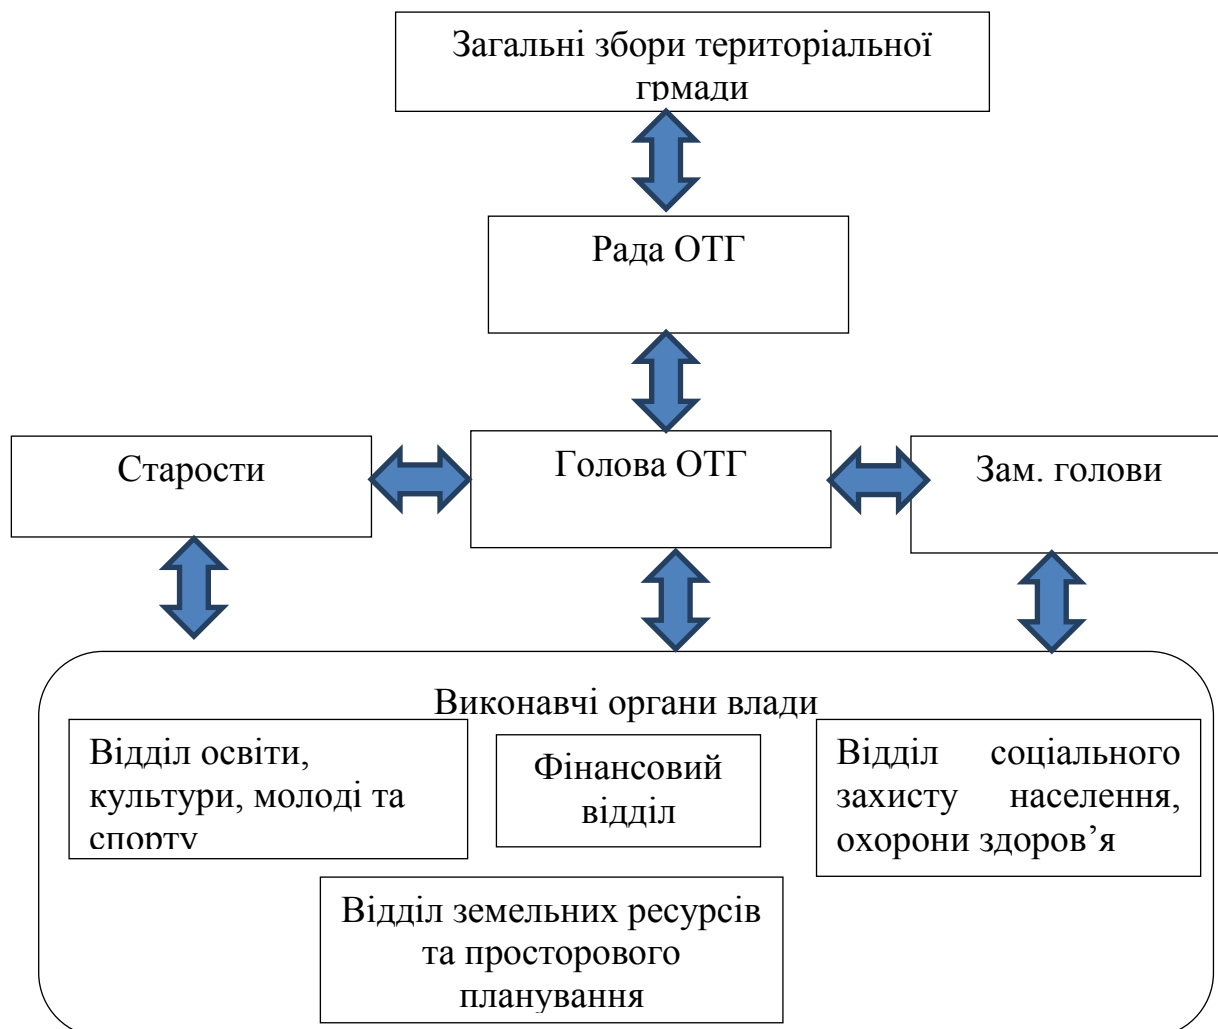 Загальні збори територіальної
грмади
Рада ОТГ
Старости
Голова ОТГ
Зам. голови
Виконавчі органи влади
Відділ освіти,
культури, молоді та
спорту
Фінансовий
відділ
Відділ соціального
захисту населення,
охорони здоров’я
Відділ земельних ресурсів
та просторового
планування